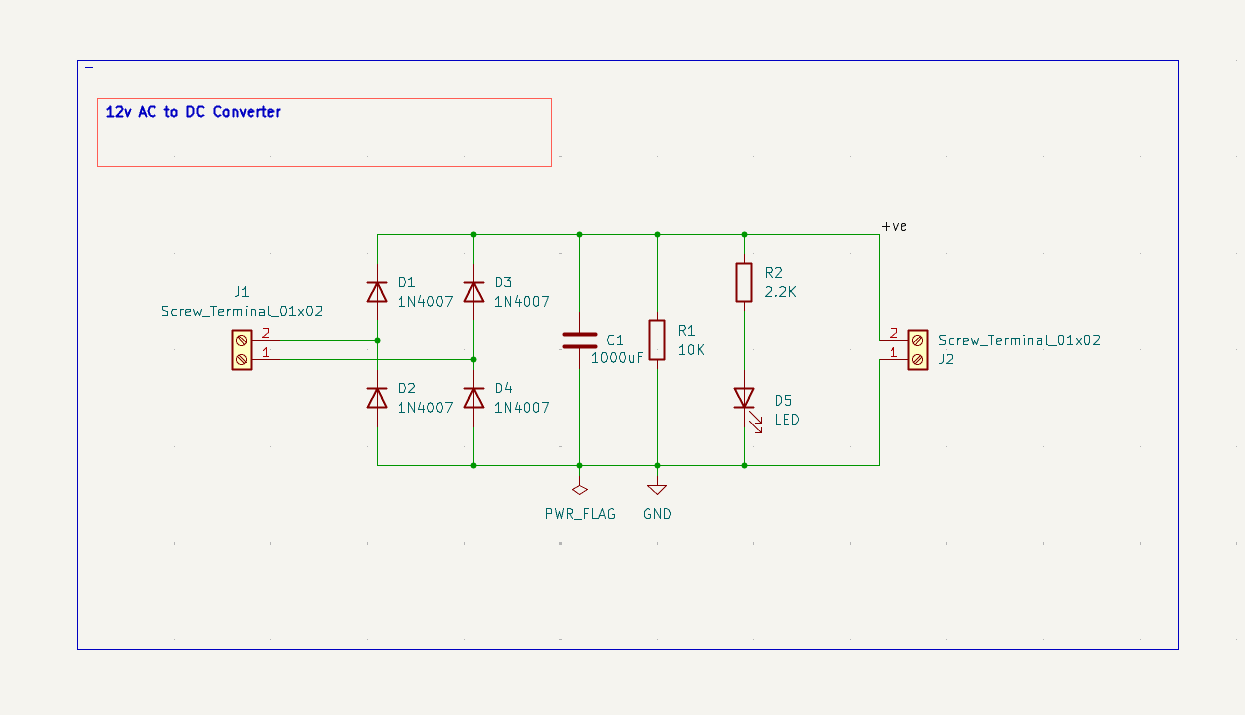 12v AC to DC Converter
+ve
J1
Screw_Terminal_01x02
2
1
D1
1N4007
D3
1N4007
D2
1N4007
D4
1N4007
C1
1000uF
R1
10K
R2
2.2K
D5
LED
2
1
Screw_Terminal_01x02
J2
PWR_FLAG
GND